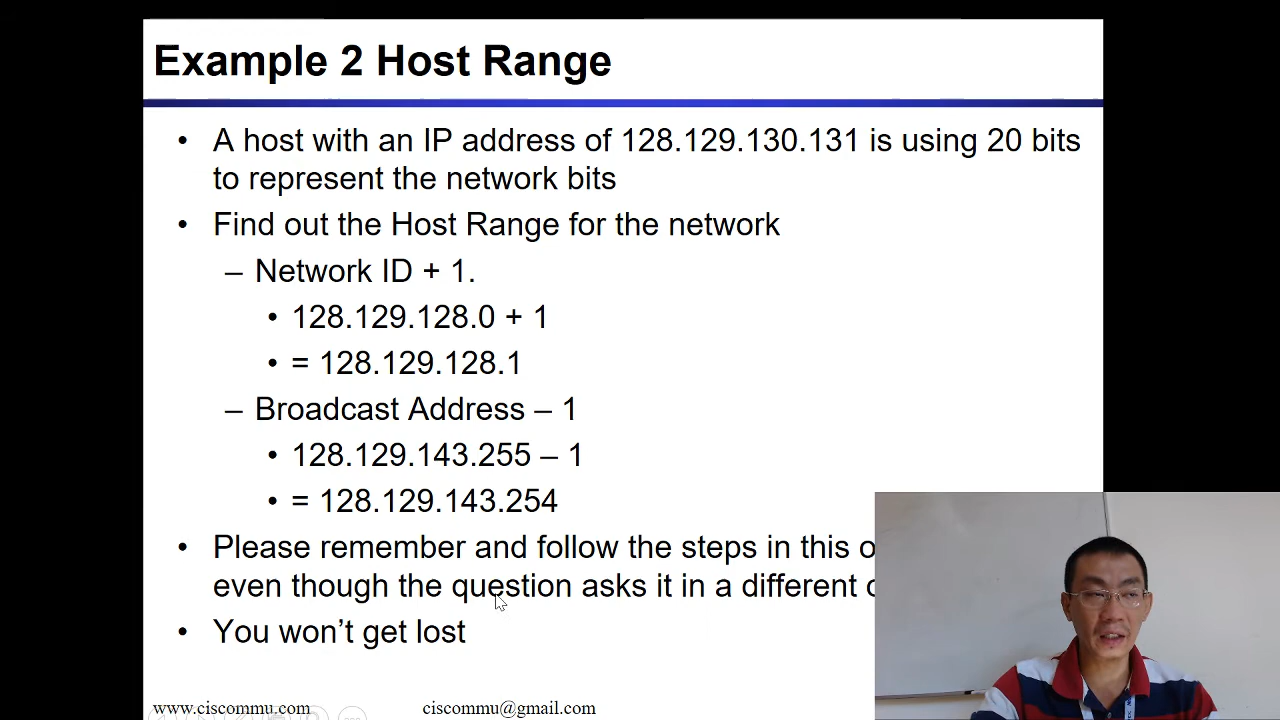 Example 2 Host Range
• A host with an IP address of 128.129.130.131 is using 20 bits
to represent the network bits
• Find out the Host Range for the network
– Network ID + 1.
• 128.129.128.0 + 1
• = 128.129.128.1
– Broadcast Address – 1
• 128.129.143.255 – 1
• = 128.129.143.254
• Please remember and follow the steps in this
even though the question asks it in a different
• You won't get lost
www.ciscommu.com ciscommu@gmail.com